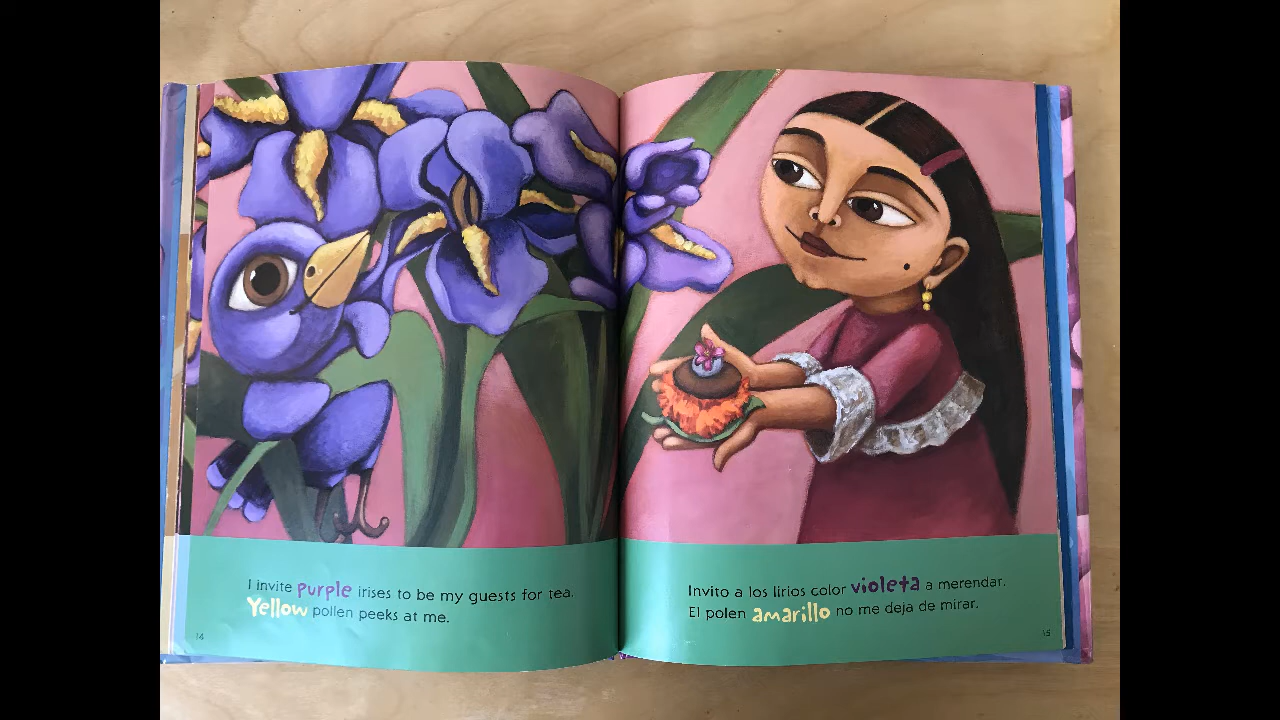 I invite purple irises to be my guests for tea.
Yellow pollen peeks at me.
14
Invito a los lirios color violeta a merendar.
El polen amarillo no me deja de mirar.
15